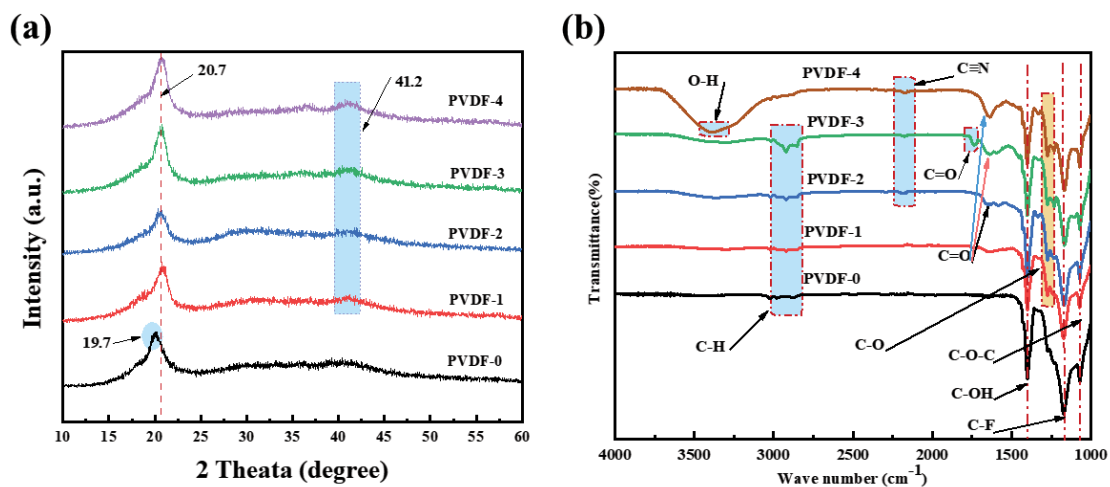 (a)
20.7
PVDF-4
41.2
PVDF-3
PVDF-2
PVDF-1
19.7
PVDF-0
Intensity (a.u.)
10 15 20 25 30 35 40 45 50 55 60
2 Theata (degree)
(b)
O-H
PVDF-4
C≡N
PVDF-3
C=O
PVDF-2
PVDF-1
C=O
PVDF-0
C-H
C-O
C-O-C
C-OH
C-F
Transmittance(%)
4000 3500 3000 2500 2000 1500 1000
Wave number (cm-1)